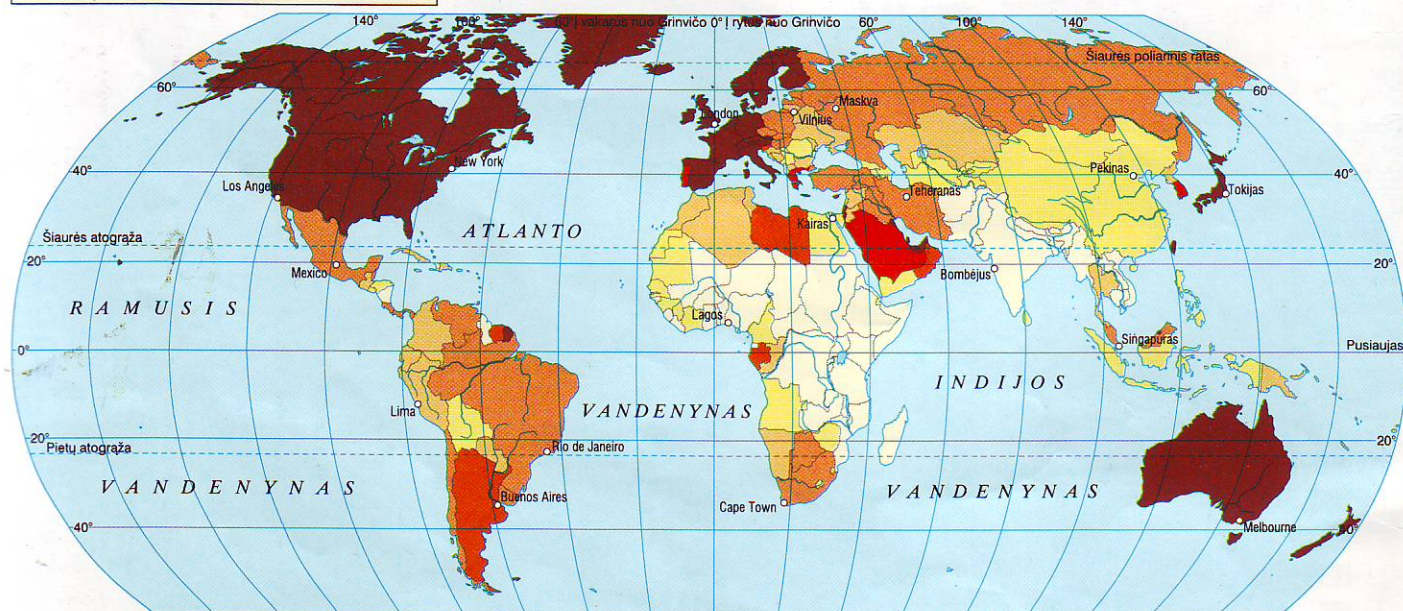 140°
100°
60° Į vakarus nuo Grinvičo 0° Į rytus nuo Grinvičo
60°
100°
140°
Šiaurės poliarinis ratas
60°
60°
London
Vilnius
Maskva
New York
40°
Los Angeles
Teheranas
Pekinas
40°
Tokijas
Šiaurės atogrąža
ATLANTO
Kairas
20°
Mexico
Bombėjus
20°
RAMUSIS
Lagos
Singapūras
0°
Pusiaujas
INDIJOS
Lima
VANDENYNAS
20°
20°
Pietų atogrąža
Rio de Janeiro
VANDENYNAS
Buenos Aires
Cape Town
VANDENYNAS
40°
Melbourne
40°